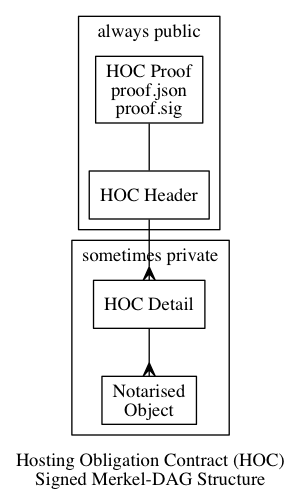 always public
HOC Proof
proof.json
proof.sig
HOC Header
sometimes private
HOC Detail
Notarised
Object
Hosting Obligation Contract (HOC)
Signed Merkel-DAG Structure